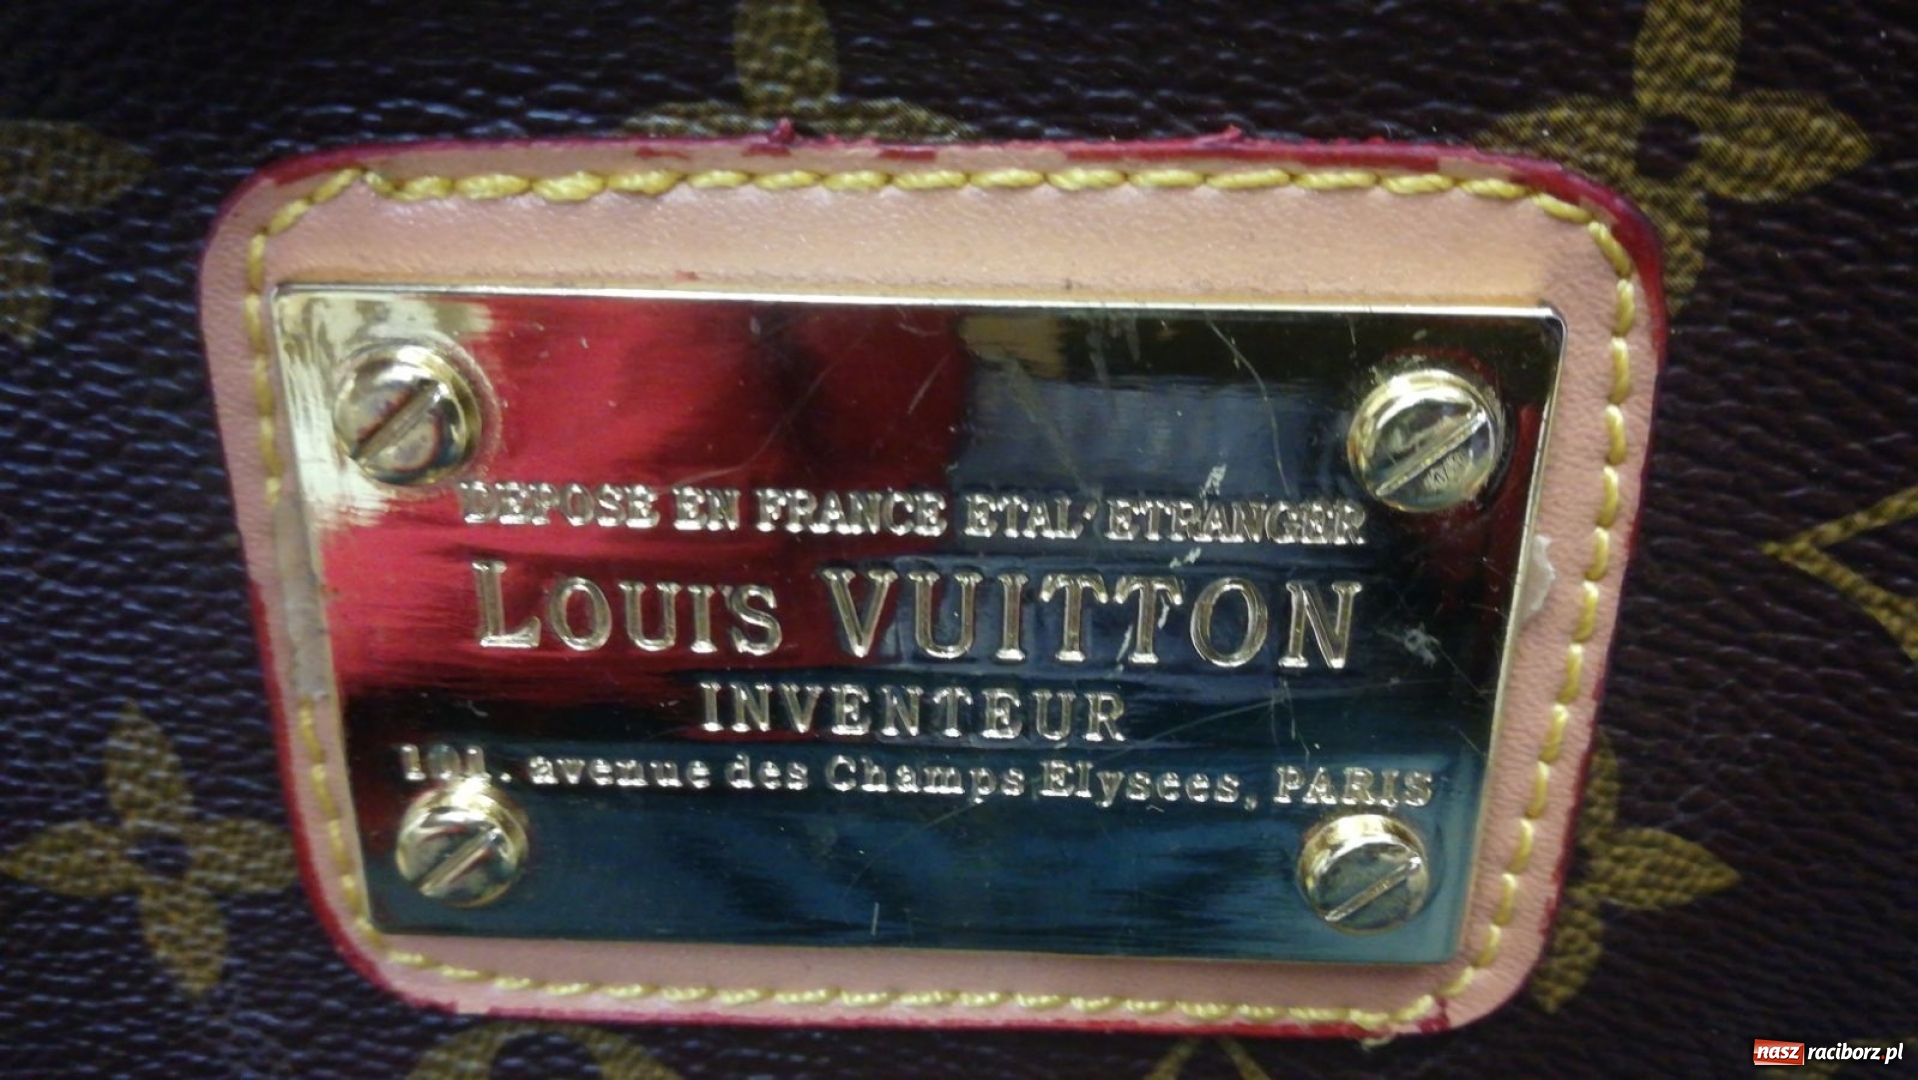 DEPOSE EN FRANCE ETAL' ETRANGER
LOUIS VUITTON
INVENTEUR
101. avenue des Champs Elysees, PARIS
nasz raciborz.pl